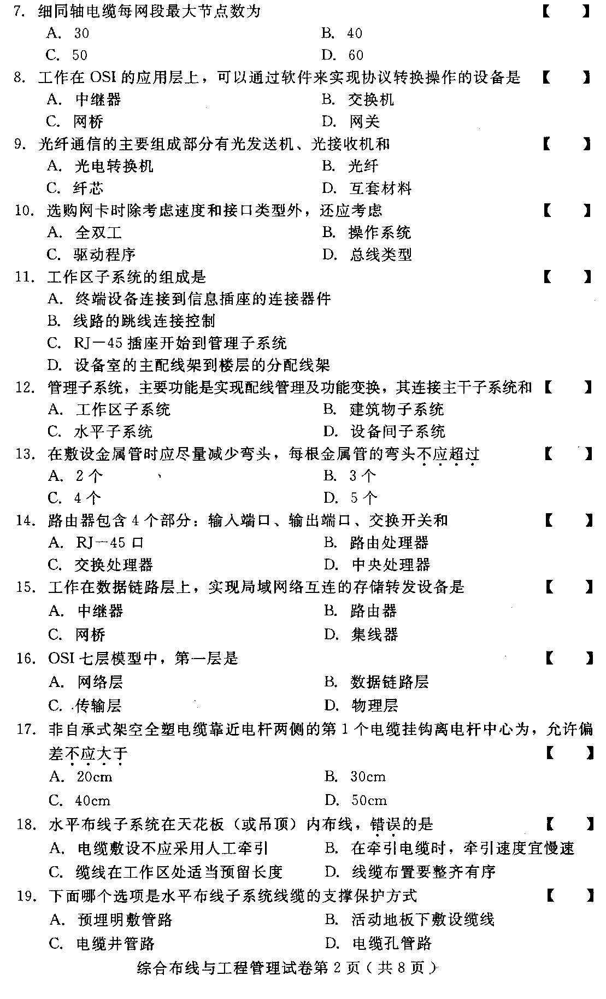 7. 细同轴电缆每网段最大节点数为 【 】
A. 30 B. 40
C. 50 D. 60
8. 工作在 OSI 的应用层上，可以通过软件来实现协议转换操作的设备是 【 】
A. 中继器 B. 交换机
C. 网桥 D. 网关
9. 光纤通信的主要组成部分有光发送机、光接收机和 【 】
A. 光电转换机 B. 光纤
C. 纤芯 D. 互套材料
10. 选购网卡时除考虑速度和接口类型外，还应考虑 【 】
A. 全双工 B. 操作系统
C. 驱动程序 D. 总线类型
11. 工作区子系统的组成是 【 】
A. 终端设备连接到信息插座的连接器件
B. 线路的跳线连接控制
C. RJ－45 插座开始到管理子系统
D. 设备室的主配线架到楼层的分配线架
12. 管理子系统，主要功能是实现配线管理及功能变换，其连接主干子系统和 【 】
A. 工作区子系统 B. 建筑物子系统
C. 水平子系统 D. 设备间子系统
13. 在敷设金属管时应尽量减少弯头，每根金属管的弯头不应超过 【 】
A. 2 个 B. 3 个
C. 4 个 D. 5 个
14. 路由器包含 4 个部分：输入端口、输出端口、交换开关和 【 】
A. RJ－45 口 B. 路由处理器
C. 交换处理器 D. 中央处理器
15. 工作在数据链路层上，实现局域网络互连的存储转发设备是 【 】
A. 中继器 B. 路由器
C. 网桥 D. 集线器
16. OSI 七层模型中，第一层是 【 】
A. 网络层 B. 数据链路层
C. 传输层 D. 物理层
17. 非自承式架空全塑电缆靠近电杆两侧的第 1 个电缆挂钩离电杆中心为，允许偏
差不应大于 【 】
A. 20cm B. 30cm
C. 40cm D. 50cm
18. 水平布线子系统在天花板（或吊顶）内布线，错误的是 【 】
A. 电缆敷设不应采用人工牵引 B. 在牵引电缆时，牵引速度宜慢速
C. 缆线在工作区处适当预留长度 D. 线缆布置要整齐有序
19. 下面哪个选项是水平布线子系统线缆的支撑保护方式 【 】
A. 预埋明敷管路 B. 活动地板下敷设缆线
C. 电缆井管路 D. 电缆孔管路
综合布线与工程管理试卷第 2 页（共 8 页）